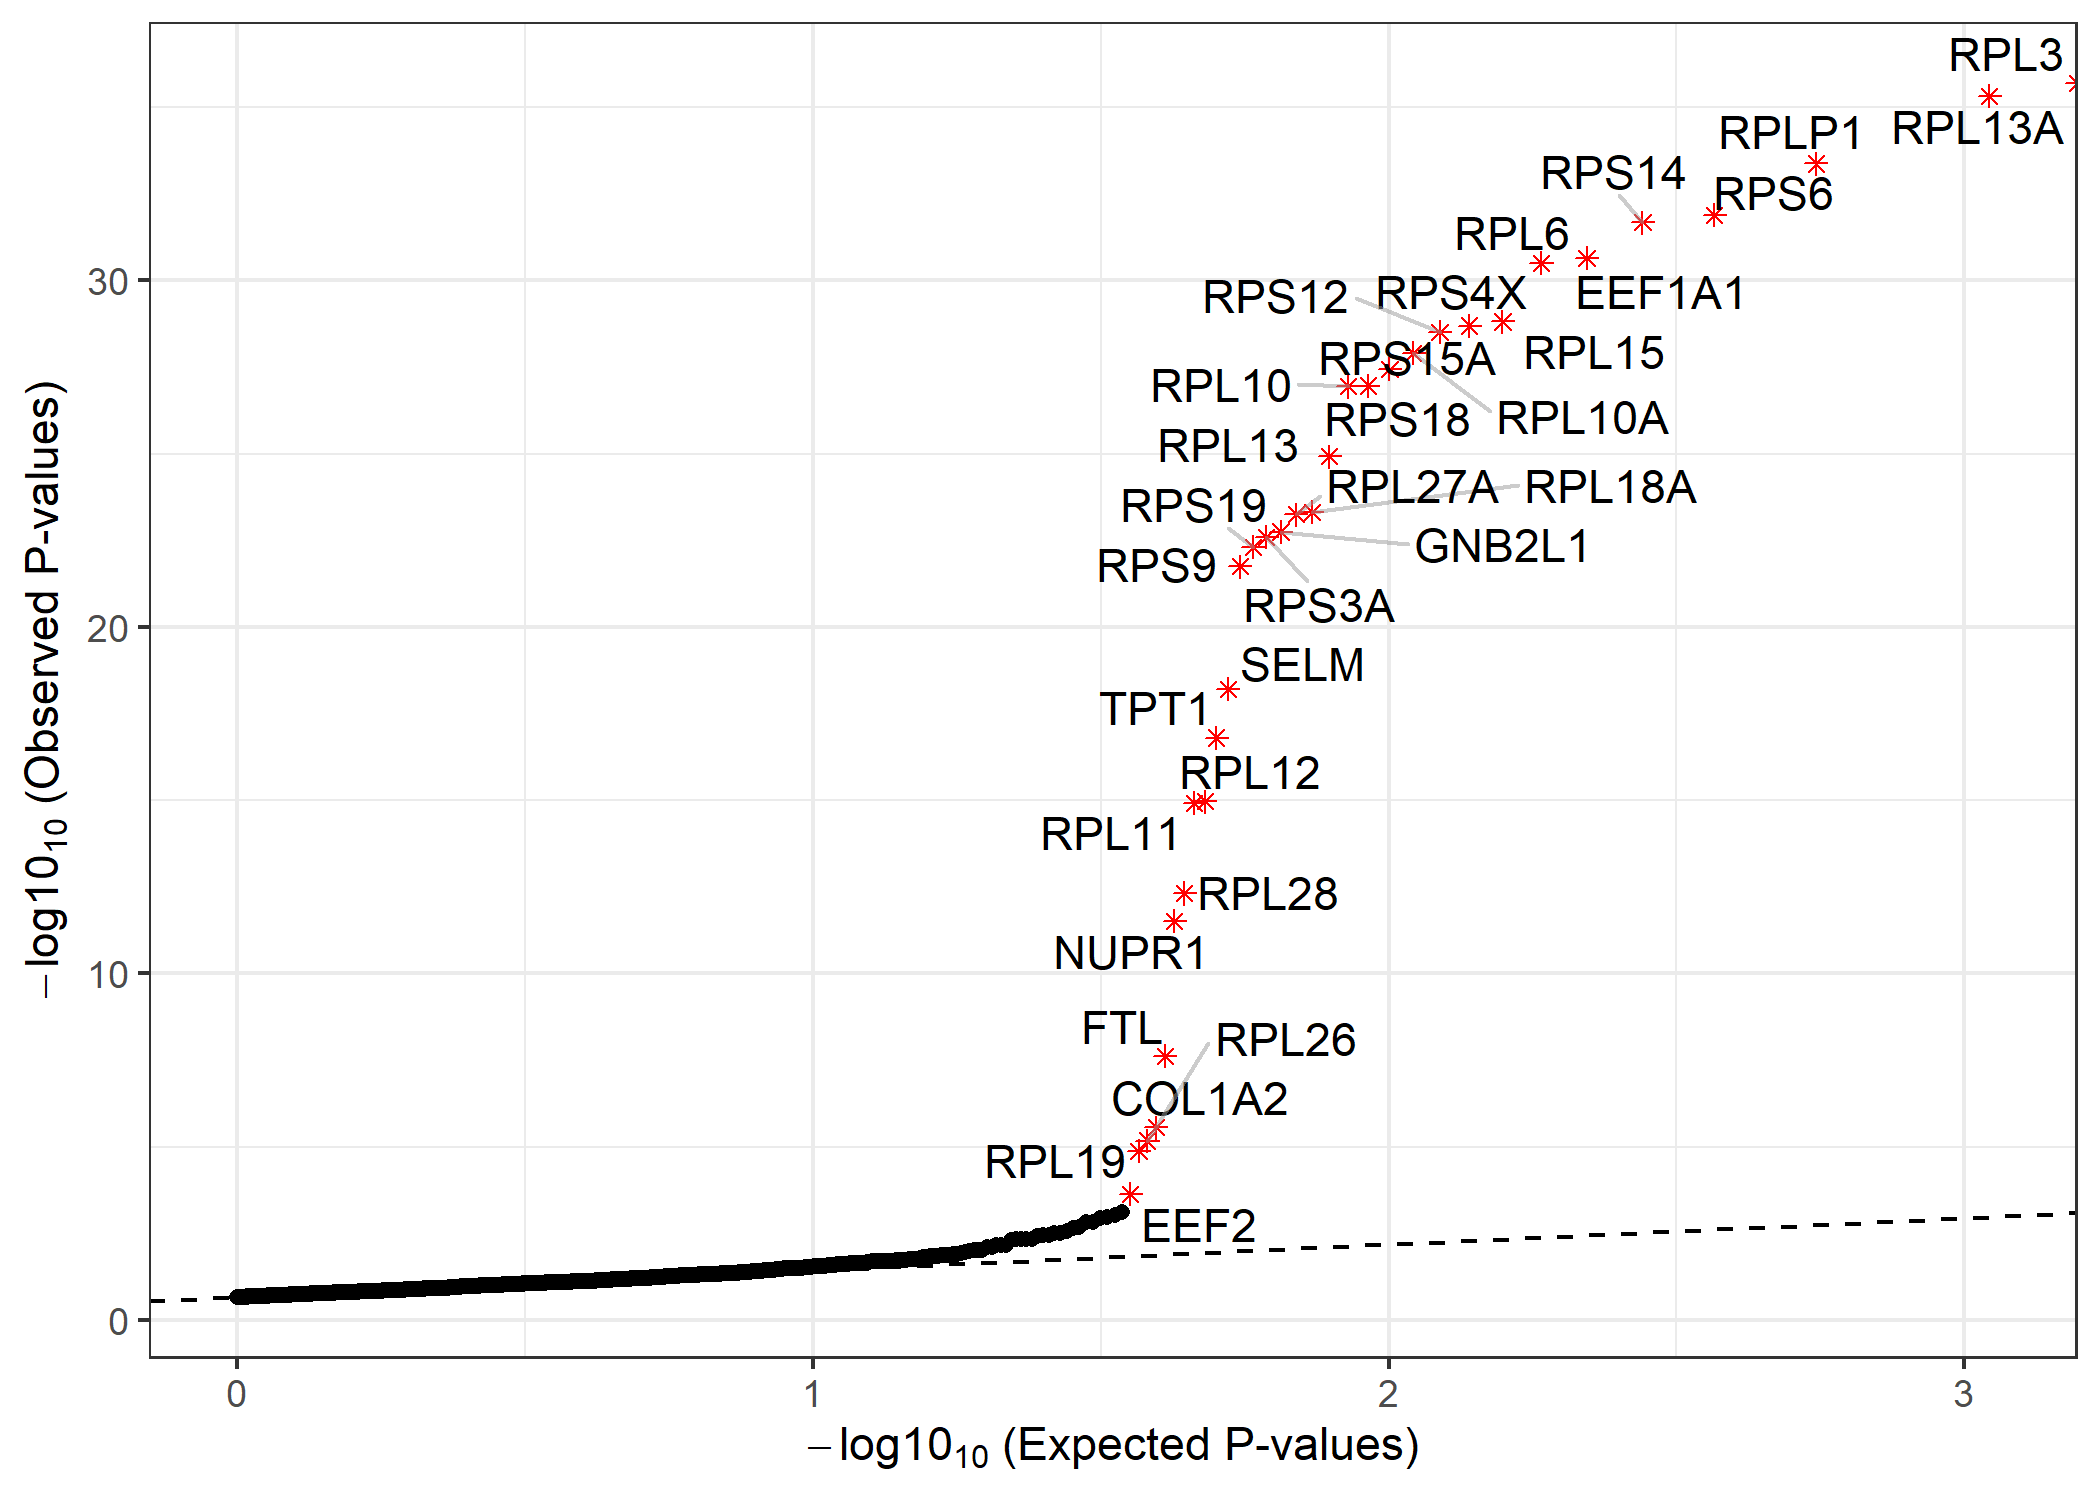 RPL3
RPL13A
RPLP1
RPS14
RPS6
RPL6
RPS12
RPS4X
EEF1A1
RPS15A
RPL15
RPL10
RPS18
RPL10A
RPL13
RPL27A
RPL18A
RPS19
GNB2L1
RPS9
RPS3A
SELM
TPT1
RPL12
RPL11
RPL28
NUPR1
FTL
RPL26
COL1A2
RPL19
EEF2
30
20
10
0
0
1
2
3
−log10₁₀ (Observed P-values)
−log10₁₀ (Expected P-values)